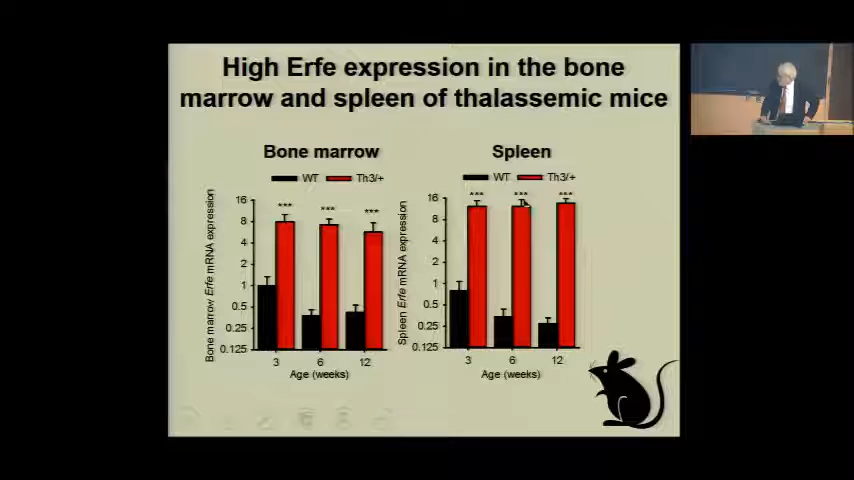 High Erfe expression in the bone
marrow and spleen of thalassemic mice
Bone marrow
WT Th3/+
Bone marrow Erfe mRNA expression
16
8
4
2
1
0.5
0.25
0.125
*** *** ***
3 6 12
Age (weeks)
Spleen
WT Th3/+
Spleen Erfe mRNA expression
16
8
4
2
1
0.5
0.25
0.125
*** *** ***
3 6 12
Age (weeks)